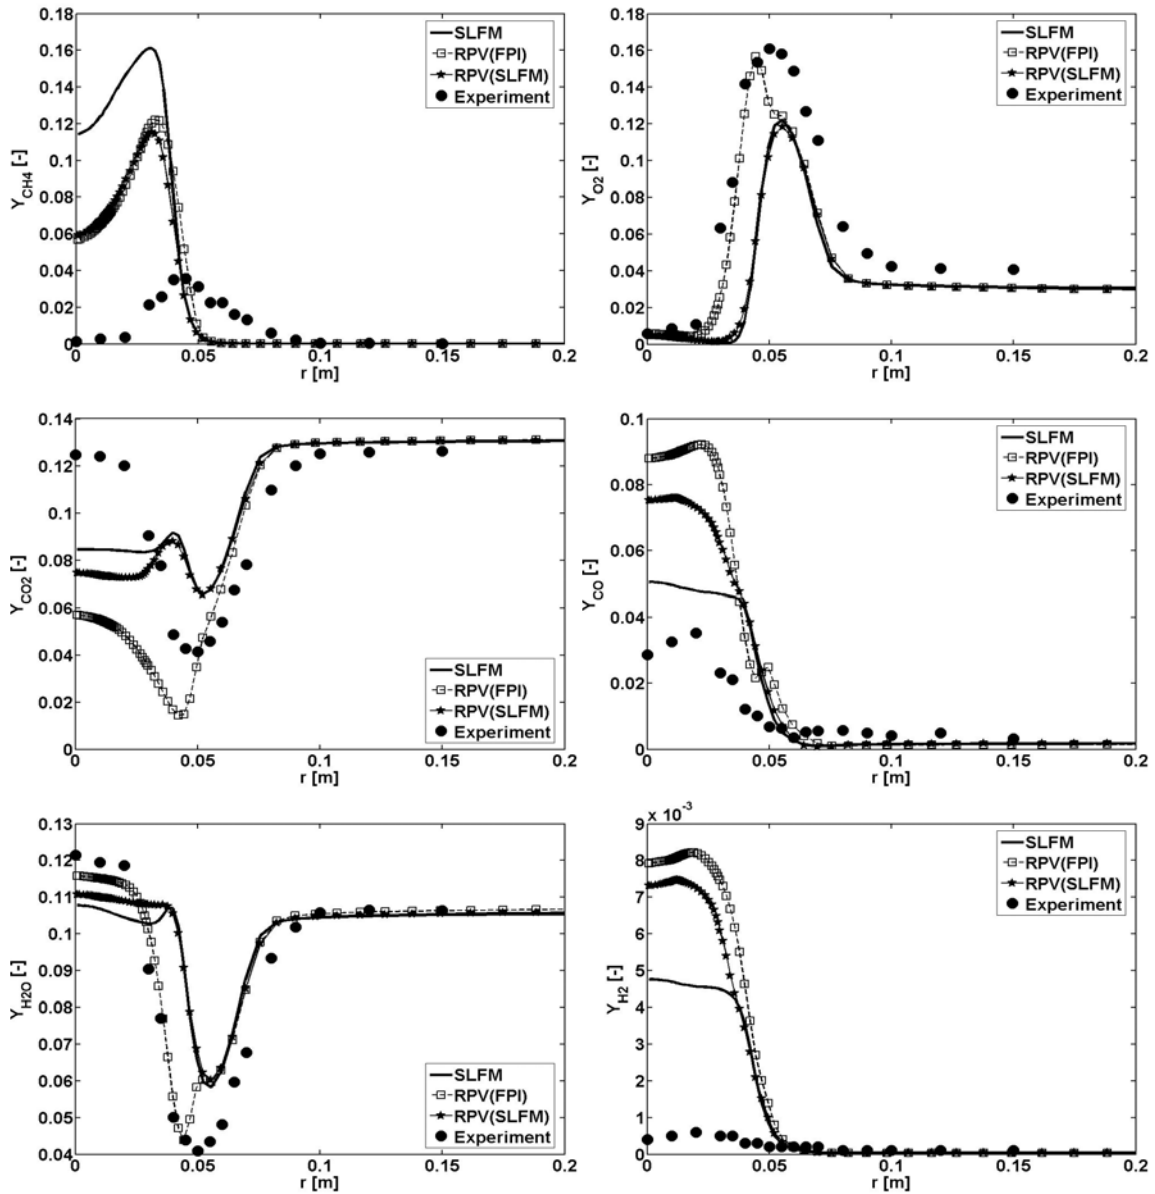 0.18
0.16
0.14
0.12
0.1
0.08
0.06
0.04
0.02
0
Y_CH4 [-]
SLFM
RPV(FPI)
RPV(SLFM)
Experiment
0 0.05 0.1 0.15 0.2
r [m]
0.18
0.16
0.14
0.12
0.1
0.08
0.06
0.04
0.02
0
Y_O2 [-]
SLFM
RPV(FPI)
RPV(SLFM)
Experiment
0 0.05 0.1 0.15 0.2
r [m]
0.14
0.12
0.1
0.08
0.06
0.04
0.02
0
Y_CO2 [-]
SLFM
RPV(FPI)
RPV(SLFM)
Experiment
0 0.05 0.1 0.15 0.2
r [m]
0.1
0.08
0.06
0.04
0.02
0
Y_CO [-]
SLFM
RPV(FPI)
RPV(SLFM)
Experiment
0 0.05 0.1 0.15 0.2
r [m]
0.13
0.12
0.11
0.1
0.09
0.08
0.07
0.06
0.05
0.04
Y_H2O [-]
SLFM
RPV(FPI)
RPV(SLFM)
Experiment
0 0.05 0.1 0.15 0.2
r [m]
x 10^-3
9
8
7
6
5
4
3
2
1
0
Y_H2 [-]
SLFM
RPV(FPI)
RPV(SLFM)
Experiment
0 0.05 0.1 0.15 0.2
r [m]